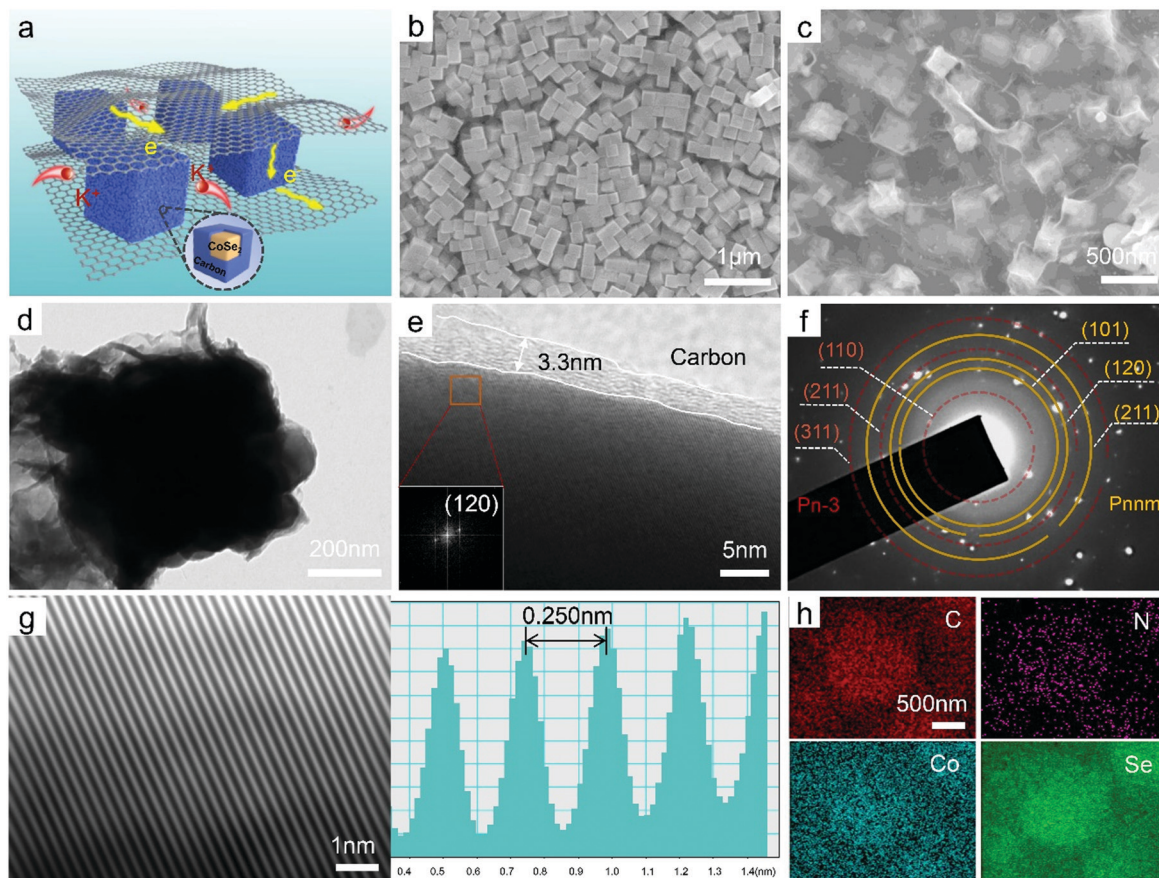 a
e⁻
K⁺
K⁺
e⁻
CoSe₂
Carbon
b
1μm
c
500nm
d
200nm
e
3.3nm
Carbon
(120)
5nm
f
(110)
(211)
(311)
(101)
(120)
(211)
Pn-3
Pnnm
g
1nm
0.250nm
0.4 0.5 0.6 0.7 0.8 0.9 1.0 1.1 1.2 1.3 1.4(nm)
h
C
500nm
N
Co
Se